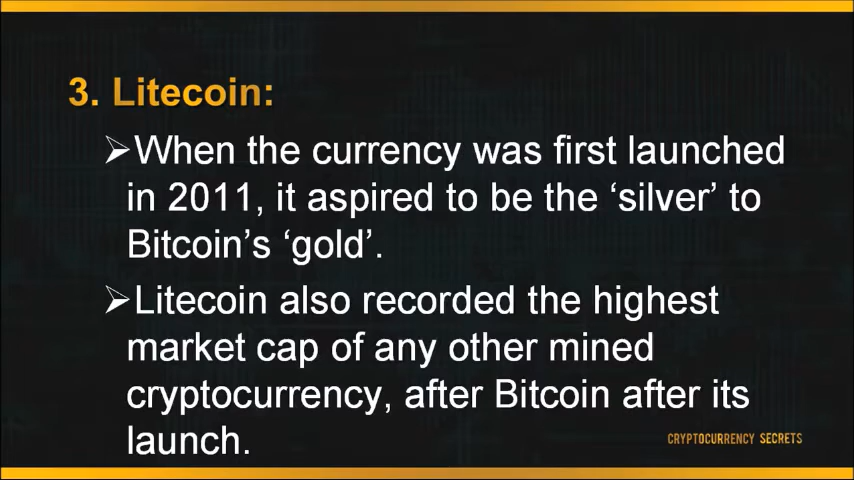 3. Litecoin:
➢When the currency was first launched
in 2011, it aspired to be the ‘silver’ to
Bitcoin’s ‘gold’.
➢Litecoin also recorded the highest
market cap of any other mined
cryptocurrency, after Bitcoin after its
launch.
CRYPTOCURRENCY SECRETS